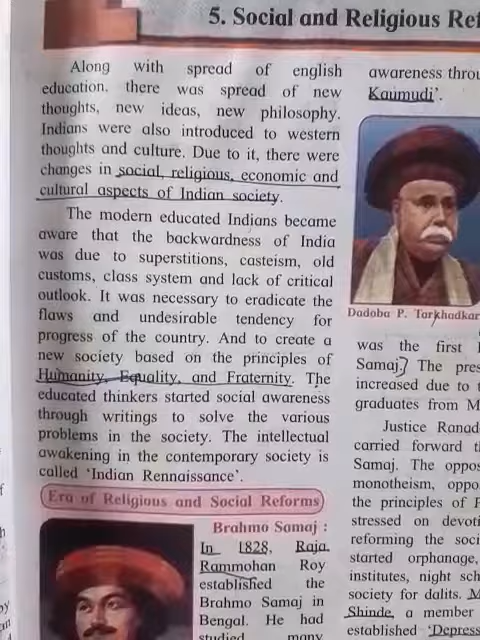 5. Social and Religious Ref
Along with spread of english
education, there was spread of new
thoughts, new ideas, new philosophy.
Indians were also introduced to western
thoughts and culture. Due to it, there were
changes in social, religious, economic and
cultural aspects of Indian society.
The modern educated Indians became
aware that the backwardness of India
was due to superstitions, casteism, old
customs, class system and lack of critical
outlook. It was necessary to eradicate the
flaws and undesirable tendency for
progress of the country. And to create a
new society based on the principles of
Humanity, Equality, and Fraternity. The
educated thinkers started social awareness
through writings to solve the various
problems in the society. The intellectual
awakening in the contemporary society is
called 'Indian Rennaissance'.
Era of Religious and Social Reforms
Brahmo Samaj :
In 1828, Raja
Rammohan Roy
established the
Brahmo Samaj in
Bengal. He had
studied many
awareness throu
Kaumudi'.
Dadoba P. Tarkhadkar
was the first
Samaj. The pres
increased due to t
graduates from M
Justice Ranad
carried forward th
Samaj. The oppos
monotheism, oppo
the principles of P
stressed on devoti
reforming the soci
started orphanage,
institutes, night sch
society for dalits.
Shinde, a member
established 'Depress